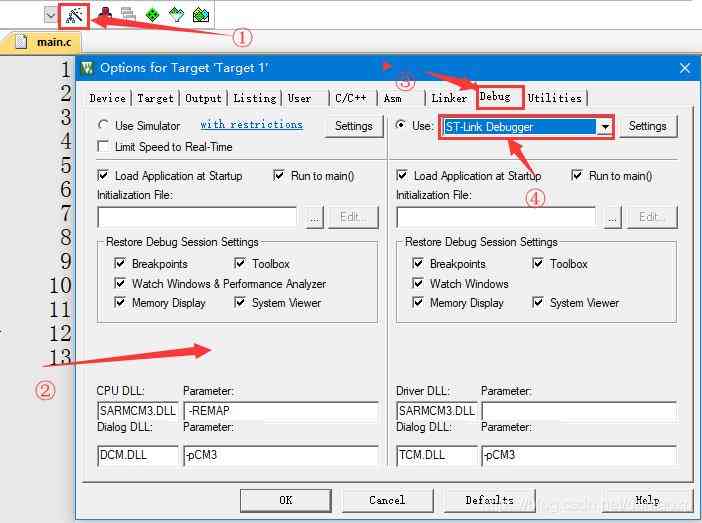 ①
main.c
Options for Target 'Target 1'
③
Device Target Output Listing User C/C++ Asm Linker Debug Utilities
Use Simulator with restrictions Settings
Use: ST-Link Debugger Settings
Limit Speed to Real-Time
④
Load Application at Startup Run to main()
Load Application at Startup Run to main()
Initialization File:
Initialization File:
... Edit...
... Edit...
Restore Debug Session Settings
Breakpoints Toolbox
Watch Windows & Performance Analyzer
Memory Display System Viewer
Restore Debug Session Settings
Breakpoints Toolbox
Watch Windows
Memory Display System Viewer
1
2
3
4
5
6
7
8
9
10
11
12
13
②
CPU DLL: Parameter:
SARMCM3.DLL -REMAP
Dialog DLL: Parameter:
DCM.DLL -pCM3
Driver DLL: Parameter:
SARMCM3.DLL
Dialog DLL: Parameter:
TCM.DLL -pCM3
OK Cancel Defaults Help